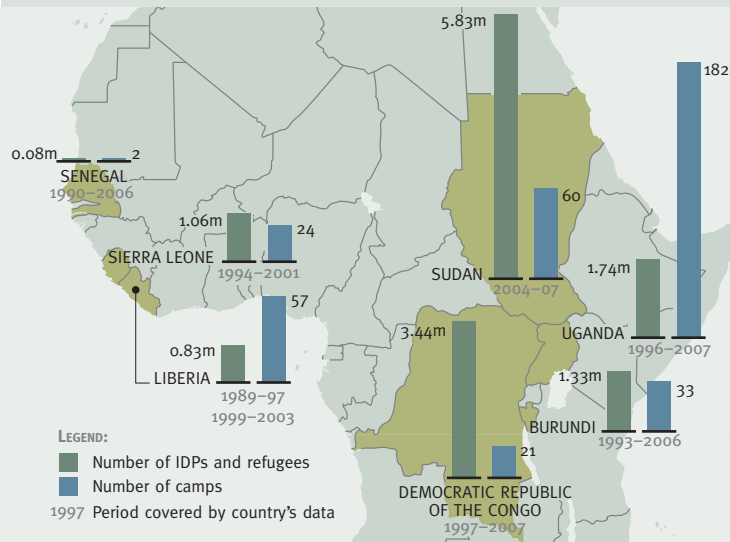 5.83m
182
0.08m 2
SENEGAL
1990–2006
60
1.06m 24
SIERRA LEONE
1994–2001
SUDAN
2004–07
1.74m
57
0.83m
LIBERIA
1989–97
1999–2003
3.44m
UGANDA
1996–2007
1.33m 33
BURUNDI
1993–2006
21
DEMOCRATIC REPUBLIC
OF THE CONGO
1997–2007
LEGEND:
Number of IDPs and refugees
Number of camps
1997 Period covered by country's data